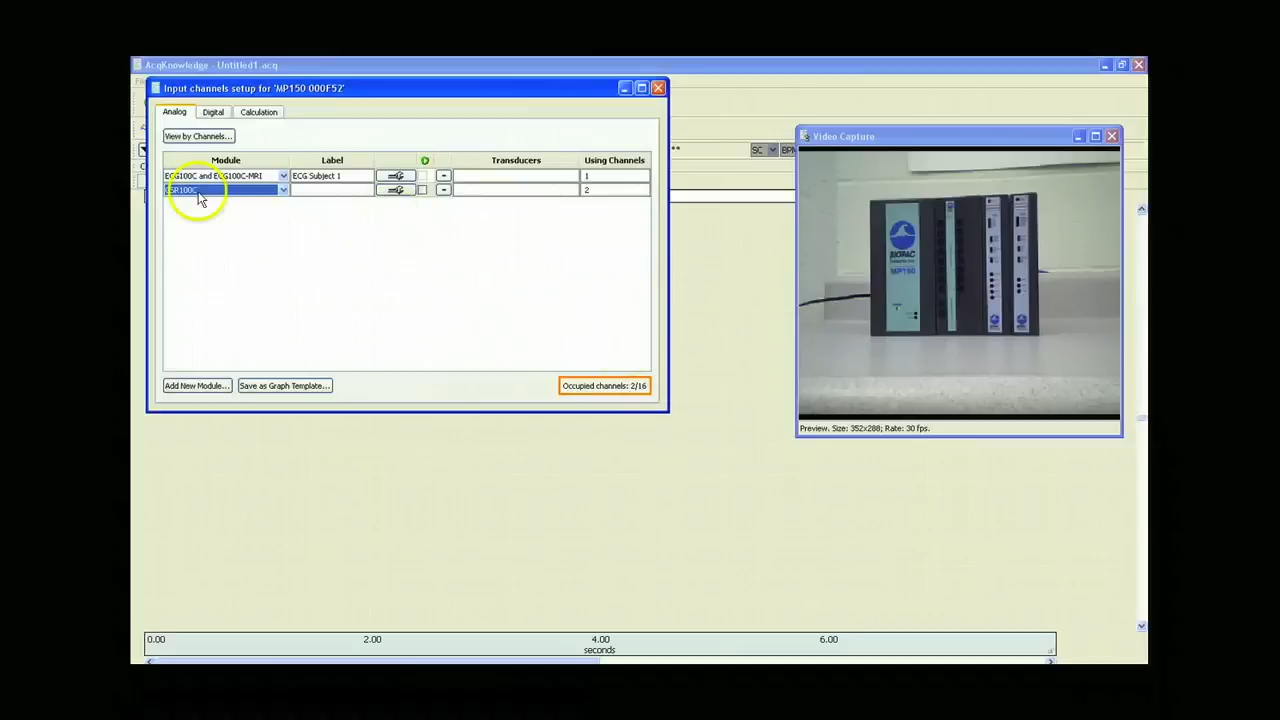 AcqKnowledge - Untitled1.acq
Input channels setup for 'MP150 000F52'
Analog Digital Calculation
View by Channels...
Module Label Transducers Using Channels
ECG100C and ECG100C-MRI ECG Subject 1 - 1
GSR100C - 2
Add New Module... Save as Graph Template... Occupied channels: 2/16
SC BPM
Video Capture
BIOPAC
MP150
Preview. Size: 352x288; Rate: 30 fps.
0.00 2.00 4.00 6.00
seconds